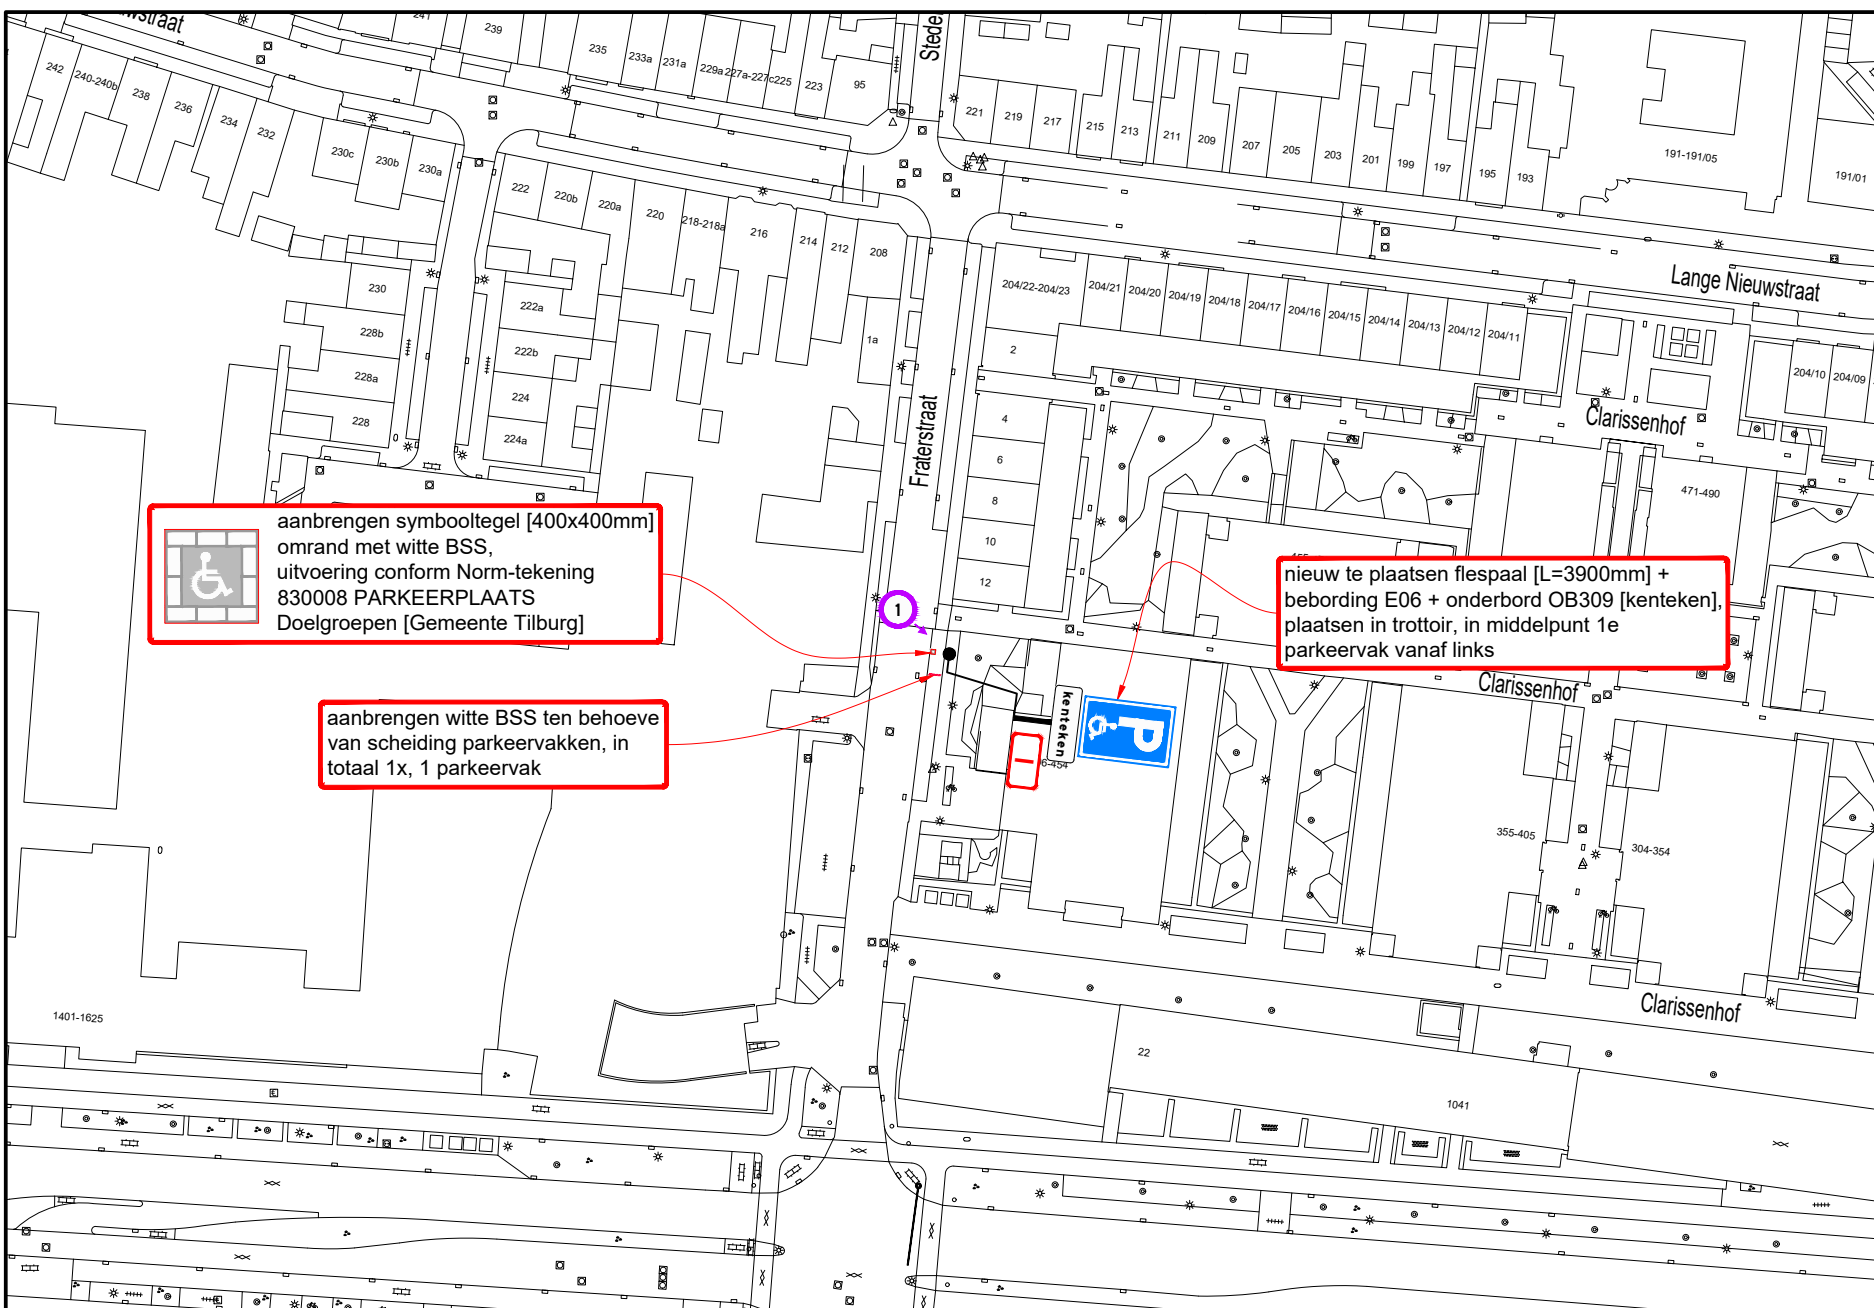 uwstraat
241
239
235
233a
231a
229a
227a-227c
225
223
95
Stede
242
240-240b
238
236
234
232
230c
230b
230a
221
219
217
215
213
211
209
207
205
203
201
199
197
195
193
191-191/05
191/01
222
220b
220a
220
218-218a
216
214
212
208
204/22-204/23
204/21
204/20
204/19
204/18
204/17
204/16
204/15
204/14
204/13
204/12
204/11
Lange Nieuwstraat
230
222a
228b
222b
1a
2
228a
224
228
224a
Fraterstraat
4
6
8
10
12
204/10
204/09
Clarissenhof
471-490
aanbrengen symbooltegel [400x400mm]
omrand met witte BSS,
uitvoering conform Norm-tekening
830008 PARKEERPLAATS
Doelgroepen [Gemeente Tilburg]
1
nieuw te plaatsen flespaal [L=3900mm] +
bebording E06 + onderbord OB309 [kenteken],
plaatsen in trottoir, in middelpunt 1e
parkeervak vanaf links
Clarissenhof
aanbrengen witte BSS ten behoeve
van scheiding parkeervakken, in
totaal 1x, 1 parkeervak
kenteken
P
6-454
355-405
304-354
Clarissenhof
1401-1625
22
1041